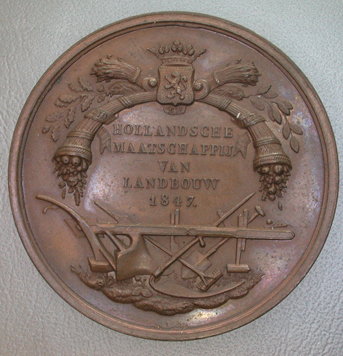 HOLLANDSCHE
MAATSCHAPPIJ
VAN
LANDBOUW
1847.